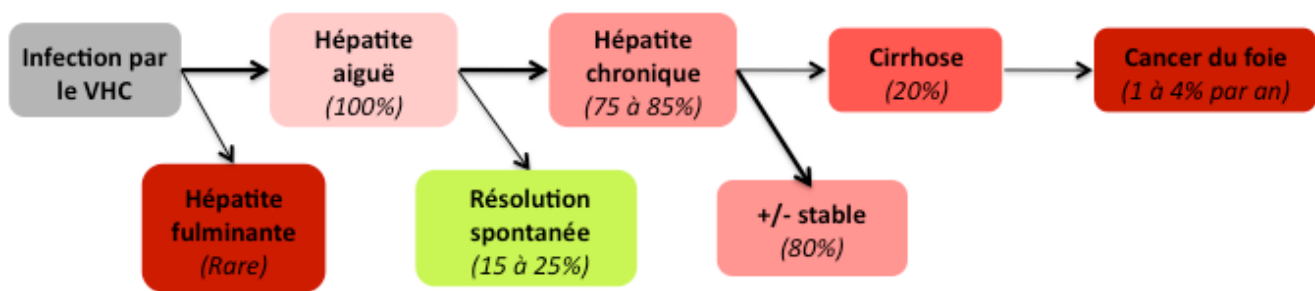 Infection par
le VHC
Hépatite
aiguë
(100%)
Hépatite
chronique
(75 à 85%)
Cirrhose
(20%)
Cancer du foie
(1 à 4% par an)
Hépatite
fulminante
(Rare)
Résolution
spontanée
(15 à 25%)
+/- stable
(80%)